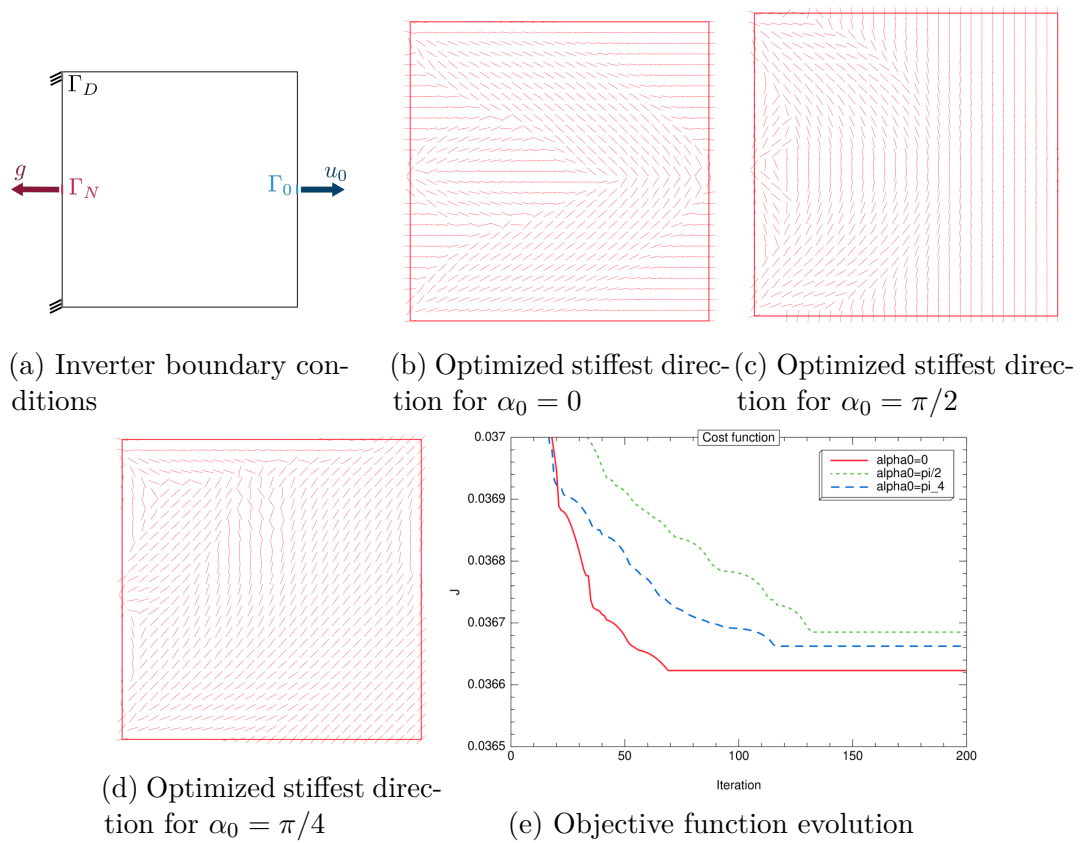 Γ_D
g
Γ_N
Γ_0
u_0
(a) Inverter boundary con-
ditions
(b) Optimized stiffest direc-
tion for α_0 = 0
(c) Optimized stiffest direc-
tion for α_0 = π/2
(d) Optimized stiffest direc-
tion for α_0 = π/4
Cost function
alpha0=0
alpha0=pi/2
alpha0=pi_4
0.037
0.0369
0.0368
0.0367
0.0366
0.0365
J
0
50
100
150
200
Iteration
(e) Objective function evolution